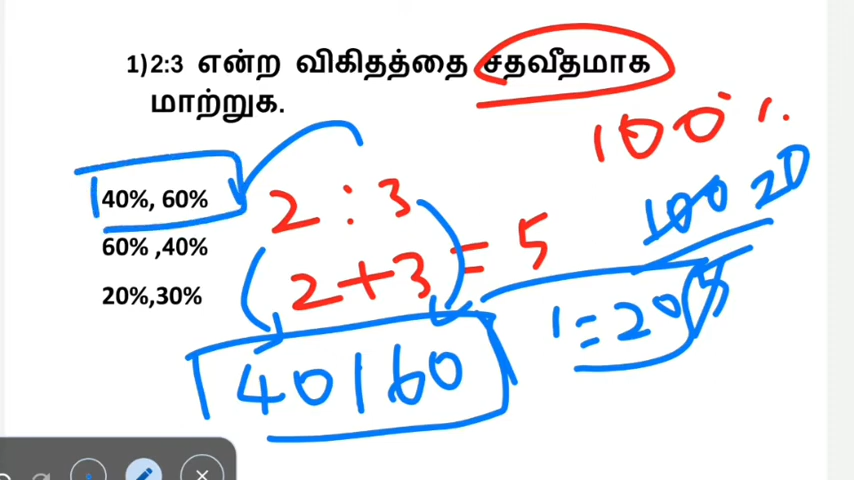 1)2:3 என்ற விகிதத்தை சதவீதமாக
மாற்றுக.
100%
40%, 60%
2 : 3
100 20
60% ,40%
2+3 = 5
5
20%,30%
1=20
40|60